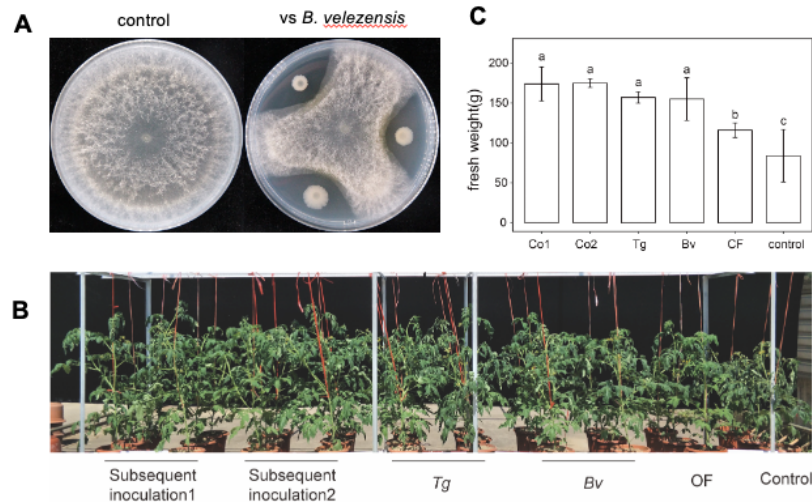 A
control
vs B. velezensis
C
200
150
100
50
0
fresh weight(g)
a
a
a
a
b
c
Co1
Co2
Tg
Bv
CF
control
B
Subsequent
inoculation1
Subsequent
inoculation2
Tg
Bv
OF
Control